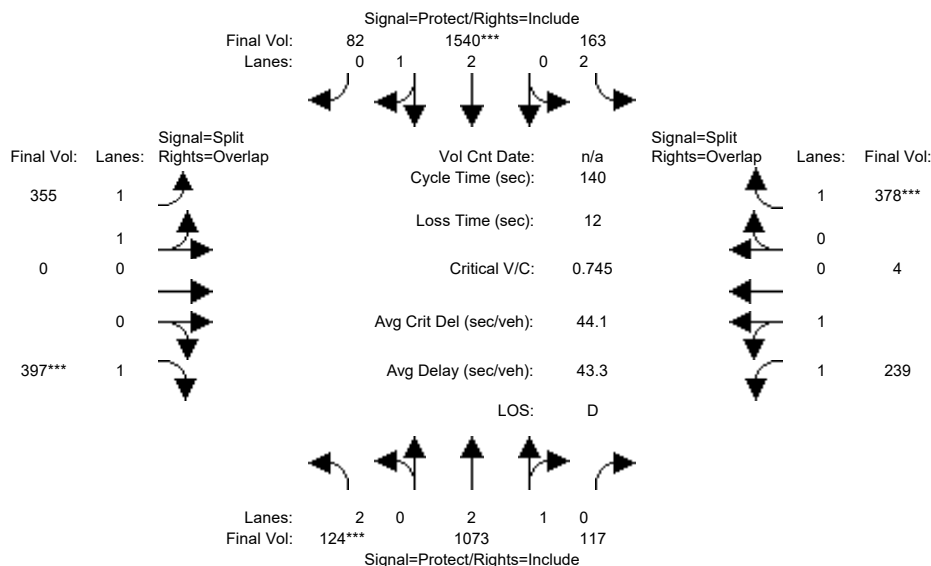 Signal=Protect/Rights=Include
Final Vol: 82 1540*** 163
Lanes: 0 1 2 0 2
Signal=Split Signal=Split
Final Vol: Lanes: Rights=Overlap Vol Cnt Date: n/a Rights=Overlap Lanes: Final Vol:
Cycle Time (sec): 140
355 1 1 378***
Loss Time (sec): 12
1 0
0 0 Critical V/C: 0.745 0 4
0 Avg Crit Del (sec/veh): 44.1 1
397*** 1 Avg Delay (sec/veh): 43.3 1 239
LOS: D
Lanes: 2 0 2 1 0
Final Vol: 124*** 1073 117
Signal=Protect/Rights=Include